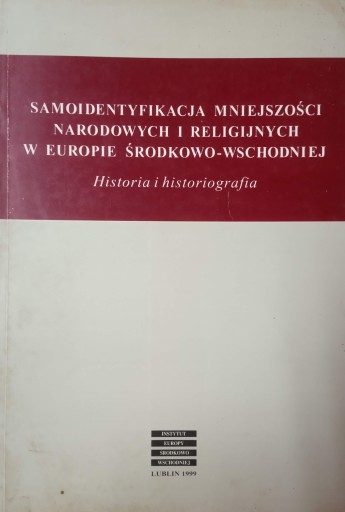 SAMOIDENTYFIKACJA MNIEJSZOŚCI
NARODOWYCH I RELIGIJNYCH
W EUROPIE ŚRODKOWO-WSCHODNIEJ
Historia i historiografia
INSTYTUT
EUROPY
ŚRODKOWO
WSCHODNIEJ
LUBLIN 1999